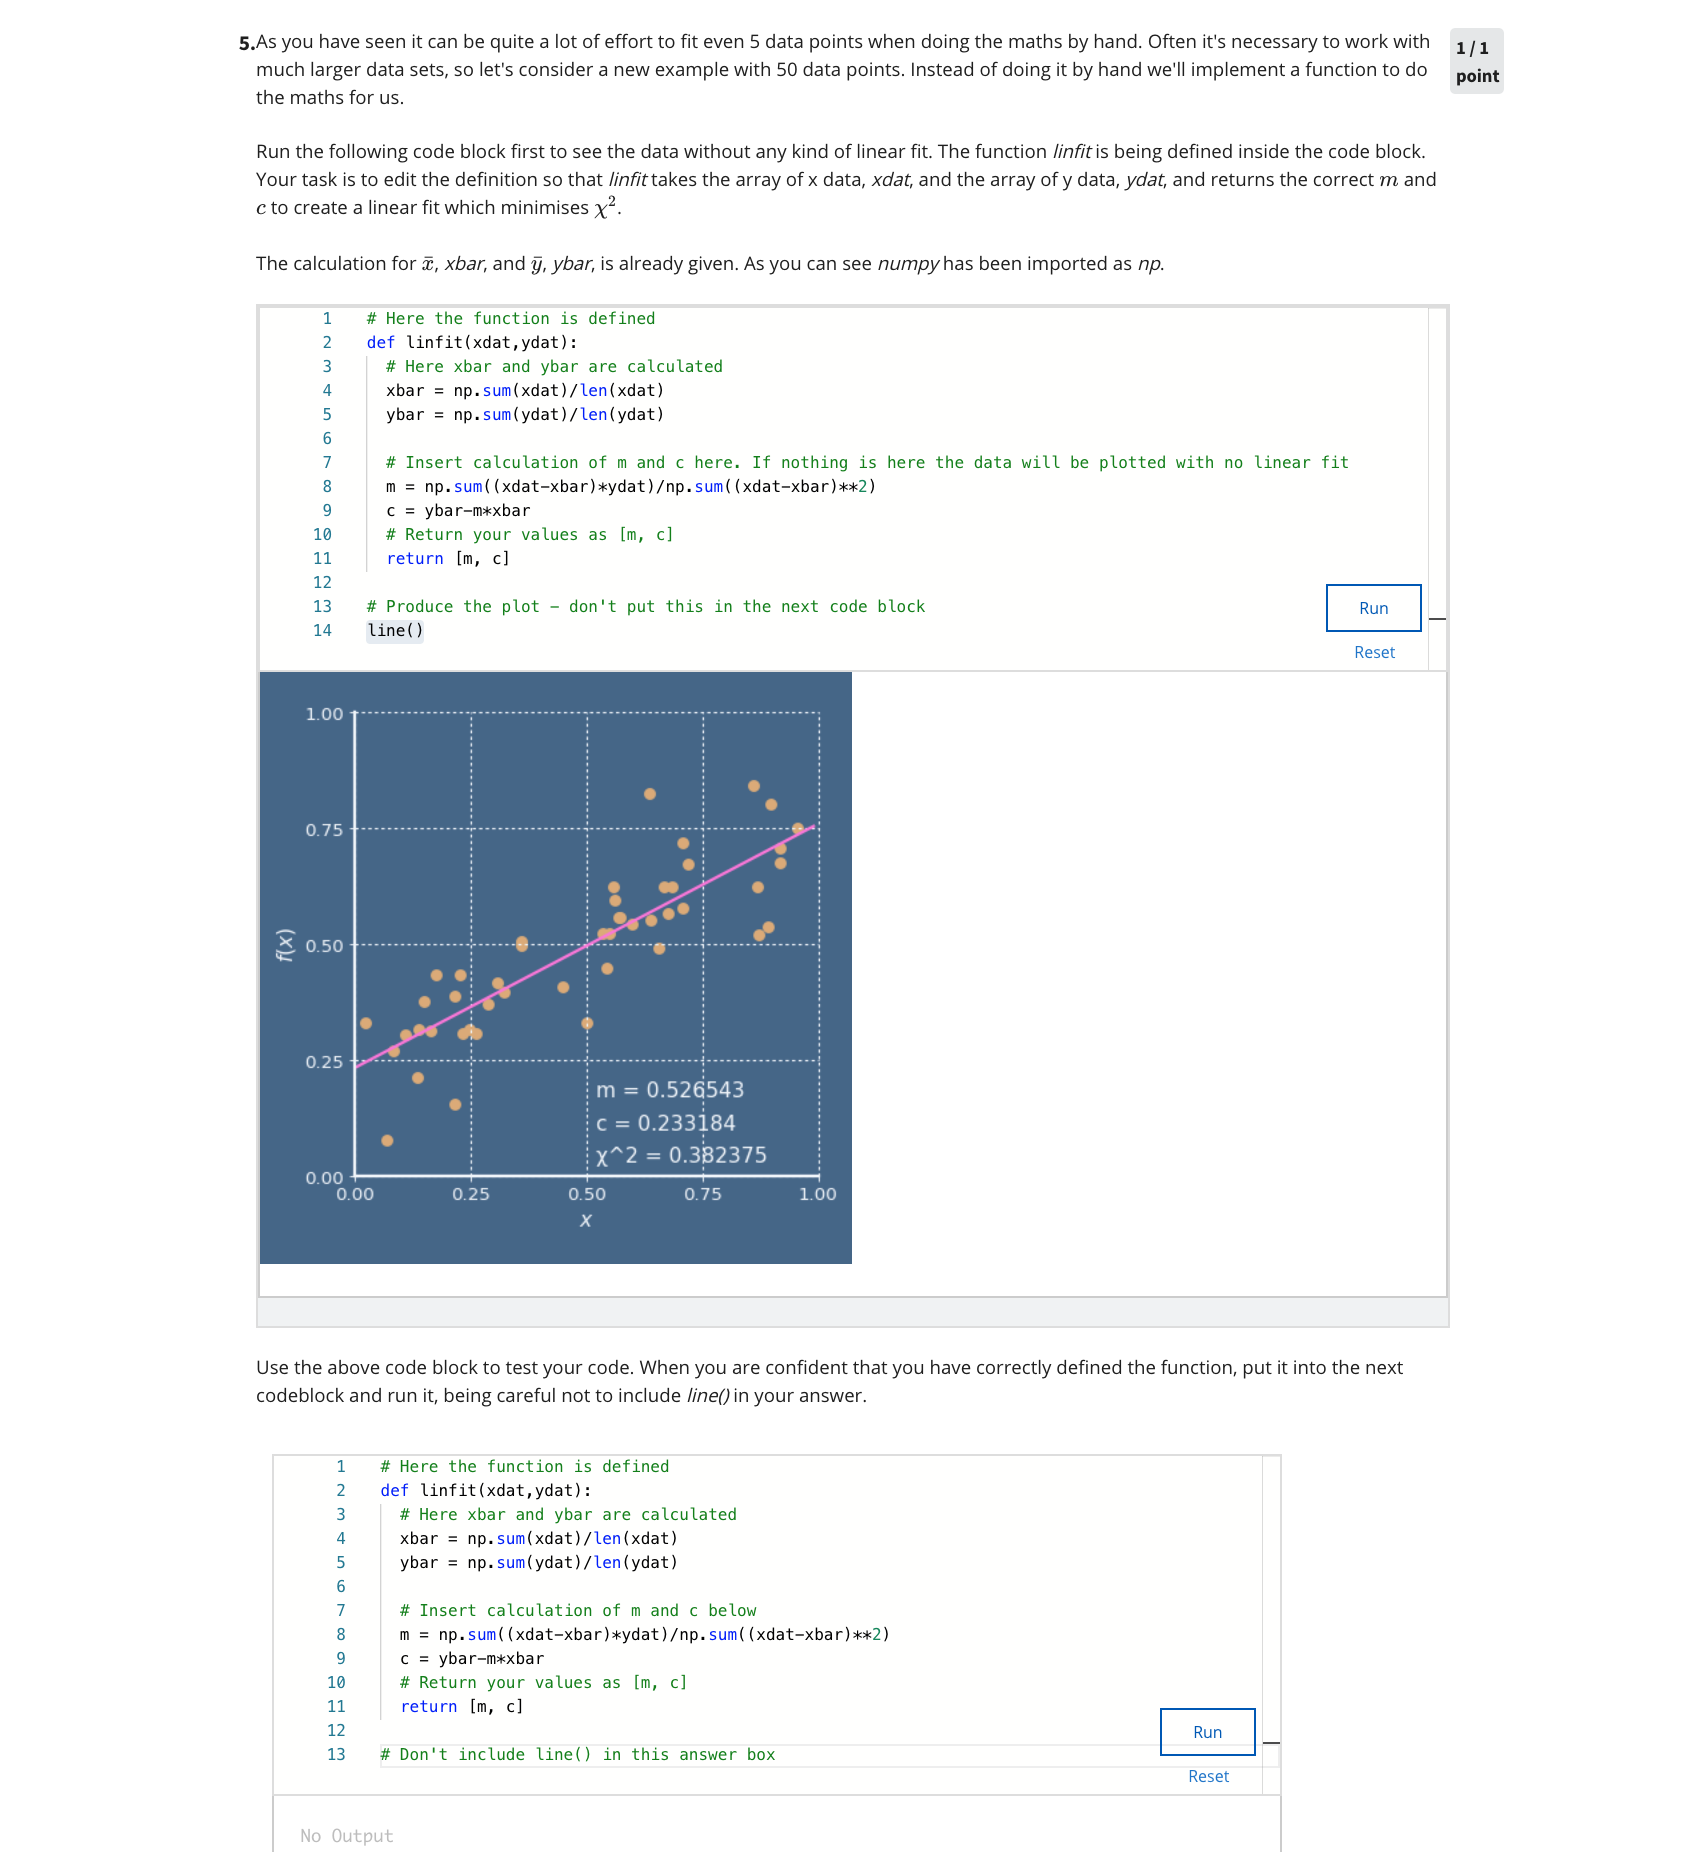 5. As you have seen it can be quite a lot of effort to fit even 5 data points when doing the maths by hand. Often it's necessary to work with
much larger data sets, so let's consider a new example with 50 data points. Instead of doing it by hand we'll implement a function to do
the maths for us.
1 / 1
point
Run the following code block first to see the data without any kind of linear fit. The function linfit is being defined inside the code block.
Your task is to edit the definition so that linfit takes the array of x data, xdat, and the array of y data, ydat, and returns the correct m and
c to create a linear fit which minimises χ².
The calculation for x̄, xbar, and ȳ, ybar, is already given. As you can see numpy has been imported as np.
1 # Here the function is defined
2 def linfit(xdat,ydat):
3 # Here xbar and ybar are calculated
4 xbar = np.sum(xdat)/len(xdat)
5 ybar = np.sum(ydat)/len(ydat)
6
7 # Insert calculation of m and c here. If nothing is here the data will be plotted with no linear fit
8 m = np.sum((xdat-xbar)*ydat)/np.sum((xdat-xbar)**2)
9 c = ybar-m*xbar
10 # Return your values as [m, c]
11 return [m, c]
12
13 # Produce the plot - don't put this in the next code block
14 line()
Run
Reset
1.00
0.75
0.50
0.25
0.00
f(x)
m = 0.526543
c = 0.233184
χ^2 = 0.382375
0.00 0.25 0.50 0.75 1.00
x
Use the above code block to test your code. When you are confident that you have correctly defined the function, put it into the next
codeblock and run it, being careful not to include line() in your answer.
1 # Here the function is defined
2 def linfit(xdat,ydat):
3 # Here xbar and ybar are calculated
4 xbar = np.sum(xdat)/len(xdat)
5 ybar = np.sum(ydat)/len(ydat)
6
7 # Insert calculation of m and c below
8 m = np.sum((xdat-xbar)*ydat)/np.sum((xdat-xbar)**2)
9 c = ybar-m*xbar
10 # Return your values as [m, c]
11 return [m, c]
12
13 # Don't include line() in this answer box
Run
Reset
No Output